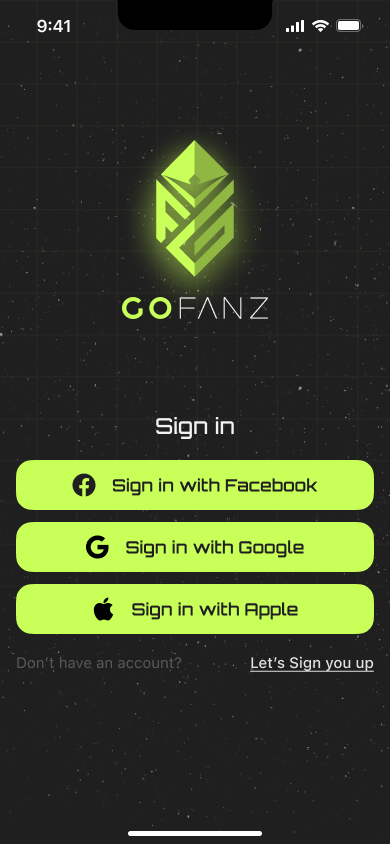 9:41
GOFANZ
Sign in
Sign in with Facebook
Sign in with Google
Sign in with Apple
Don't have an account? Let's Sign you up